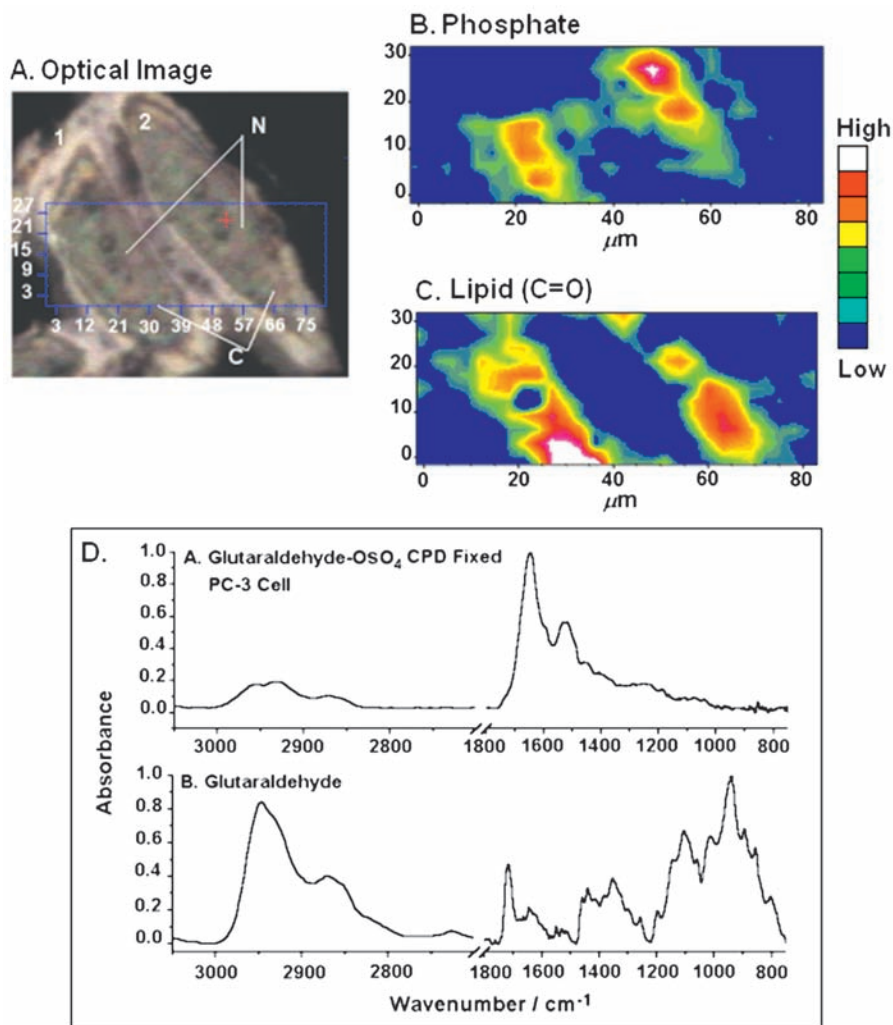 A. Optical Image
1
2
N
27
21
15
9
3
3 12 21 30 39 48 57 66 75
C
B. Phosphate
30
20
10
0
0 20 40 60 80
μm
C. Lipid (C=O)
30
20
10
0
0 20 40 60 80
μm
High
Low
D.
A. Glutaraldehyde-OsO₄ CPD Fixed
PC-3 Cell
1.0
0.8
0.6
0.4
0.2
0.0
3000 2900 2800 1800 1600 1400 1200 1000 800
B. Glutaraldehyde
1.0
0.8
0.6
0.4
0.2
0.0
3000 2900 2800 1800 1600 1400 1200 1000 800
Absorbance
Wavenumber / cm⁻¹